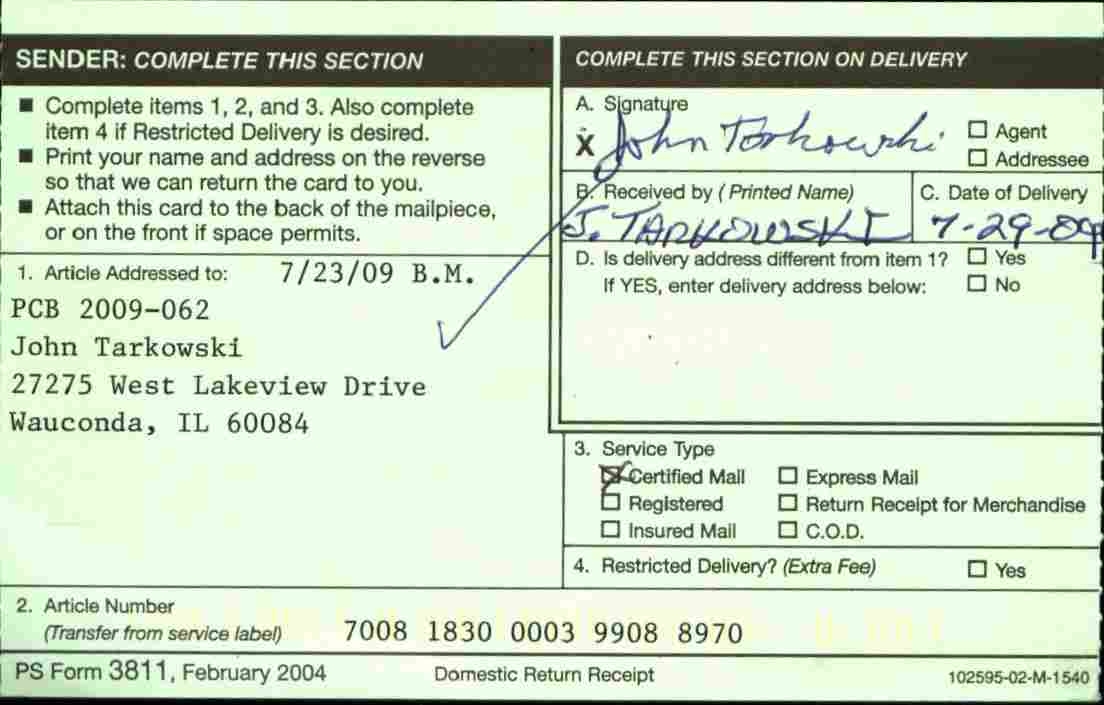 SENDER: COMPLETE THIS SECTION
■ Complete items 1, 2, and 3. Also complete
item 4 if Restricted Delivery is desired.
■ Print your name and address on the reverse
so that we can return the card to you.
■ Attach this card to the back of the mailpiece,
or on the front if space permits.
1. Article Addressed to: 7/23/09 B.M.
PCB 2009-062
John Tarkowski
27275 West Lakeview Drive
Wauconda, IL 60084
COMPLETE THIS SECTION ON DELIVERY
A. Signature
X John Tarkowski
☐ Agent
☐ Addressee
B. Received by (Printed Name)
J. TARKOWSKI
C. Date of Delivery
7-29-09
D. Is delivery address different from item 1? ☐ Yes
If YES, enter delivery address below: ☐ No
3. Service Type
☒ Certified Mail ☐ Express Mail
☐ Registered ☐ Return Receipt for Merchandise
☐ Insured Mail ☐ C.O.D.
4. Restricted Delivery? (Extra Fee) ☐ Yes
2. Article Number
(Transfer from service label) 7008 1830 0003 9908 8970
PS Form 3811, February 2004 Domestic Return Receipt 102595-02-M-1540